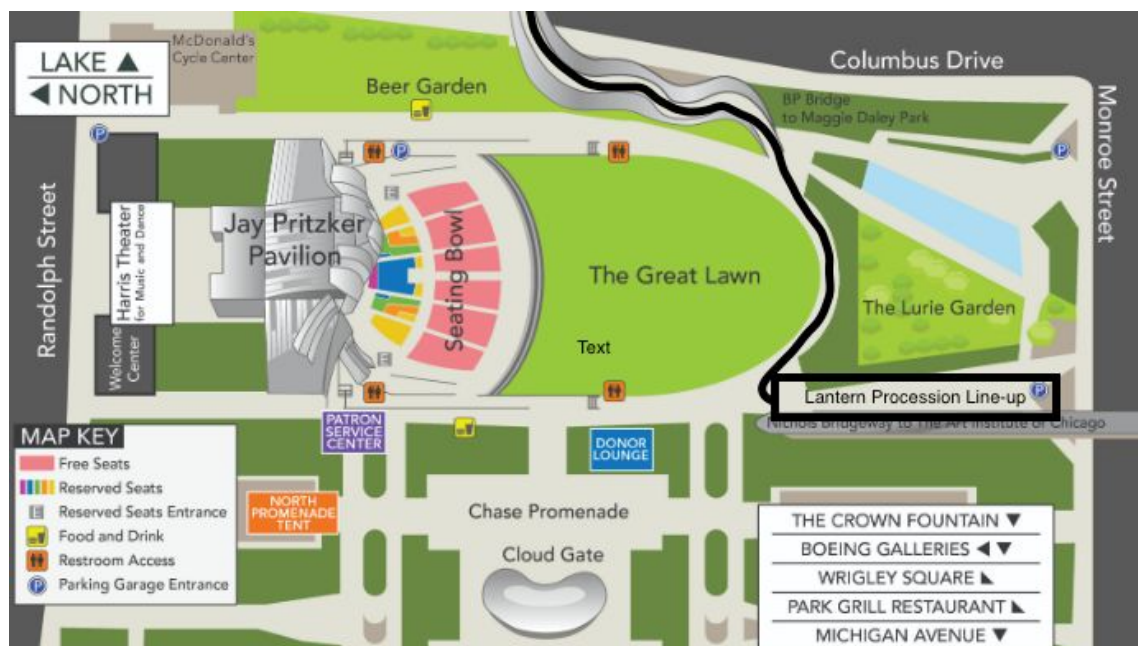 LAKE ▲
◀ NORTH
McDonald's
Cycle Center
Beer Garden
Columbus Drive
BP Bridge
to Maggie Daley Park
Monroe Street
Randolph Street
Harris Theater
for Music and Dance
Welcome
Center
Jay Pritzker
Pavilion
Seating Bowl
The Great Lawn
Text
The Lurie Garden
Lantern Procession Line-up
Nichols Bridgeway to The Art Institute of Chicago
PATRON
SERVICE
CENTER
DONOR
LOUNGE
MAP KEY
Free Seats
Reserved Seats
Reserved Seats Entrance
Food and Drink
Restroom Access
P Parking Garage Entrance
NORTH
PROMENADE
TENT
Chase Promenade
Cloud Gate
THE CROWN FOUNTAIN ▼
BOEING GALLERIES ◀ ▼
WRIGLEY SQUARE ◣
PARK GRILL RESTAURANT ◣
MICHIGAN AVENUE ▼
P
P
P
P